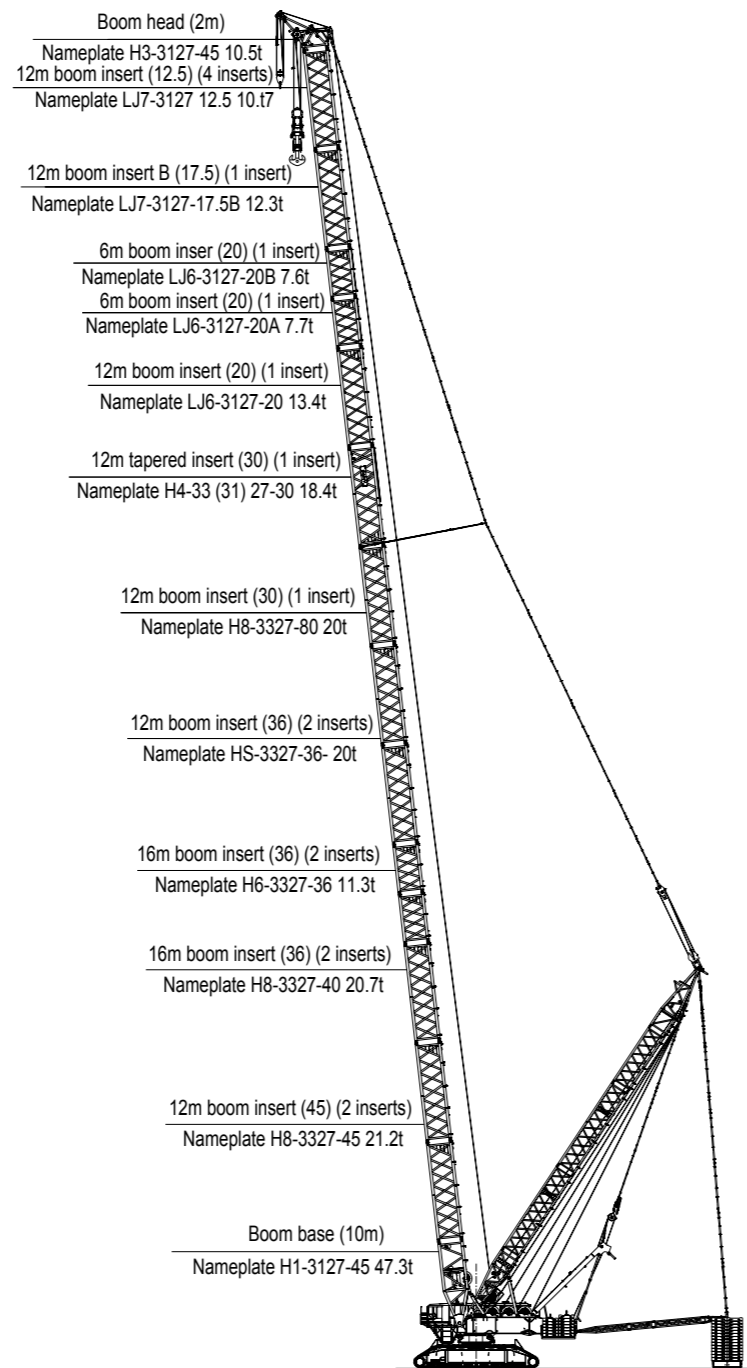 Boom head (2m)
Nameplate H3-3127-45 10.5t
12m boom insert (12.5) (4 inserts)
Nameplate LJ7-3127 12.5 10.t7
12m boom insert B (17.5) (1 insert)
Nameplate LJ7-3127-17.5B 12.3t
6m boom inser (20) (1 insert)
Nameplate LJ6-3127-20B 7.6t
6m boom insert (20) (1 insert)
Nameplate LJ6-3127-20A 7.7t
12m boom insert (20) (1 insert)
Nameplate LJ6-3127-20 13.4t
12m tapered insert (30) (1 insert)
Nameplate H4-33 (31) 27-30 18.4t
12m boom insert (30) (1 insert)
Nameplate H8-3327-80 20t
12m boom insert (36) (2 inserts)
Nameplate HS-3327-36- 20t
16m boom insert (36) (2 inserts)
Nameplate H6-3327-36 11.3t
16m boom insert (36) (2 inserts)
Nameplate H8-3327-40 20.7t
12m boom insert (45) (2 inserts)
Nameplate H8-3327-45 21.2t
Boom base (10m)
Nameplate H1-3127-45 47.3t